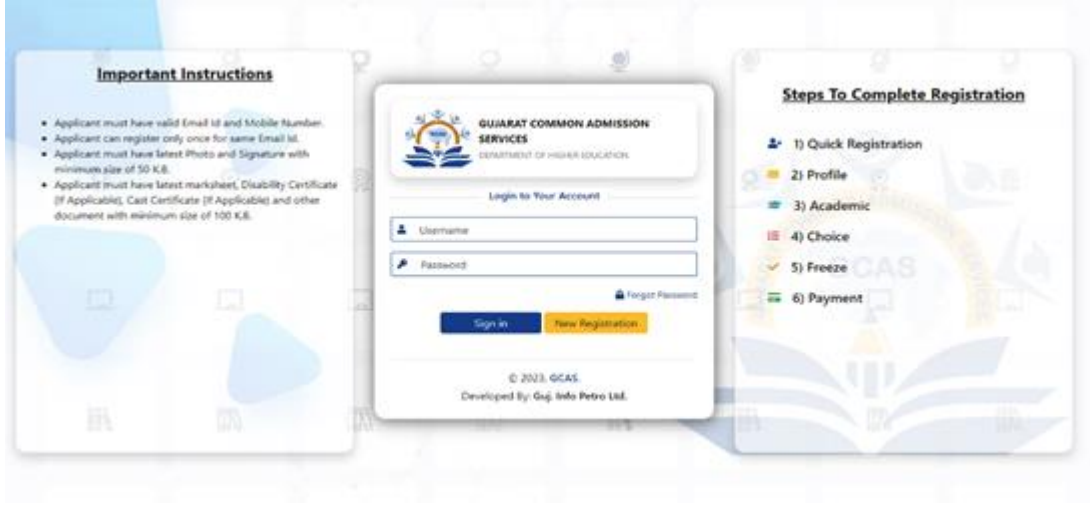 Important Instructions
• Applicant must have valid Email Id and Mobile Number.
• Applicant can register only once for same Email Id.
• Applicant must have latest Photo and Signature with
minimum size of 50 K.B.
• Applicant must have latest marksheet, Disability Certificate
(If Applicable), Cast Certificate (If Applicable) and other
document with minimum size of 100 K.B.
GUJARAT COMMON ADMISSION
SERVICES
DEPARTMENT OF HIGHER EDUCATION
Login to Your Account
Username
Password
Forgot Password
Sign in
New Registration
© 2023, GCAS.
Developed By: Guj. Info Petro Ltd.
Steps To Complete Registration
1) Quick Registration
2) Profile
3) Academic
4) Choice
5) Freeze
6) Payment
GCAS